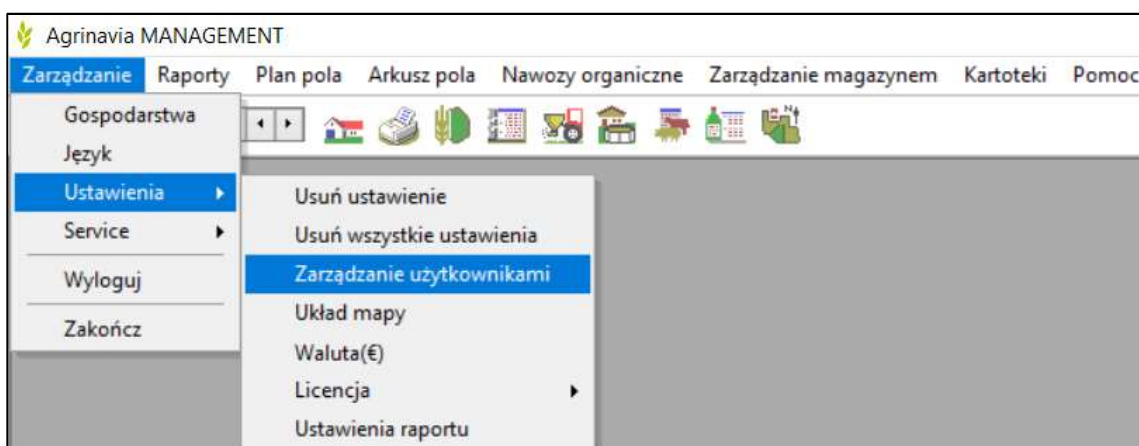 Agrinavia MANAGEMENT
Zarządzanie Raporty Plan pola Arkusz pola Nawozy organiczne Zarządzanie magazynem Kartoteki Pomoc
Gospodarstwa
Język
Ustawienia
Service
Wyloguj
Zakończ
Usuń ustawienie
Usuń wszystkie ustawienia
Zarządzanie użytkownikami
Układ mapy
Waluta(€)
Licencja
Ustawienia raportu